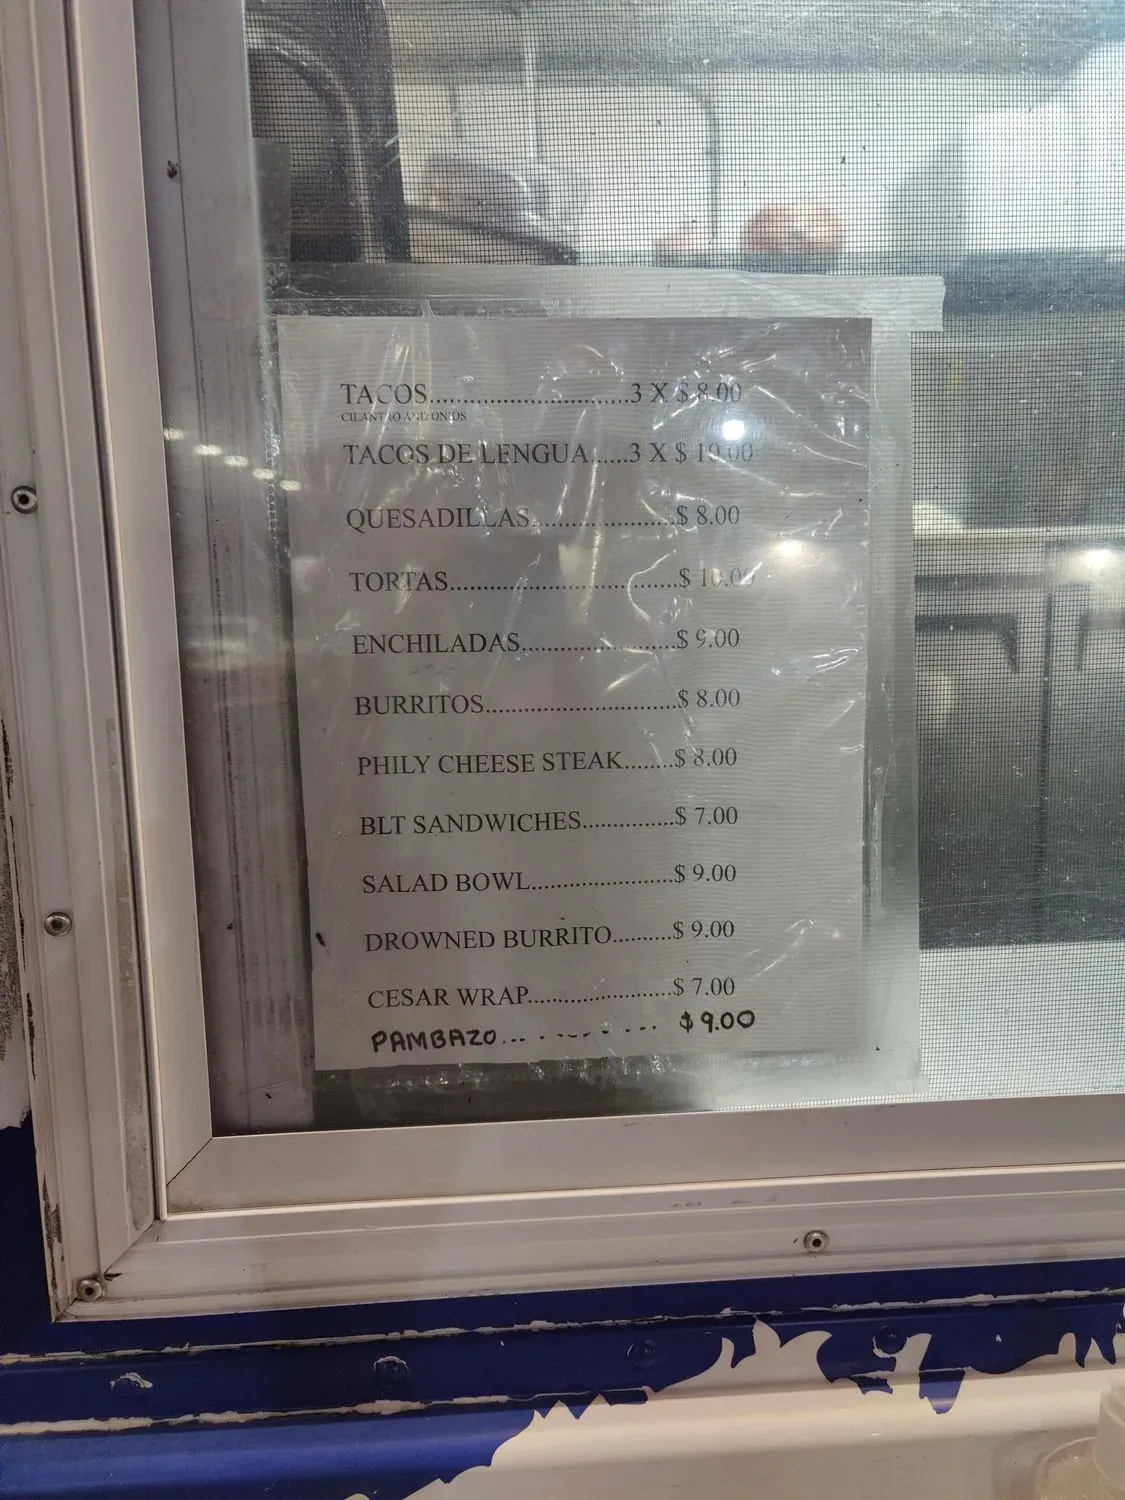 TACOS..............................3 X $ 8.00
CILANTRO AND ONIOS
TACOS DE LENGUA.....3 X $ 10.00
QUESADILLAS......................$ 8.00
TORTAS...................................$ 10.00
ENCHILADAS.......................$ 9.00
BURRITOS.............................$ 8.00
PHILY CHEESE STEAK........$ 8.00
BLT SANDWICHES..............$ 7.00
SALAD BOWL......................$ 9.00
DROWNED BURRITO.........$ 9.00
CESAR WRAP......................$ 7.00
PAMBAZO............ $9.00